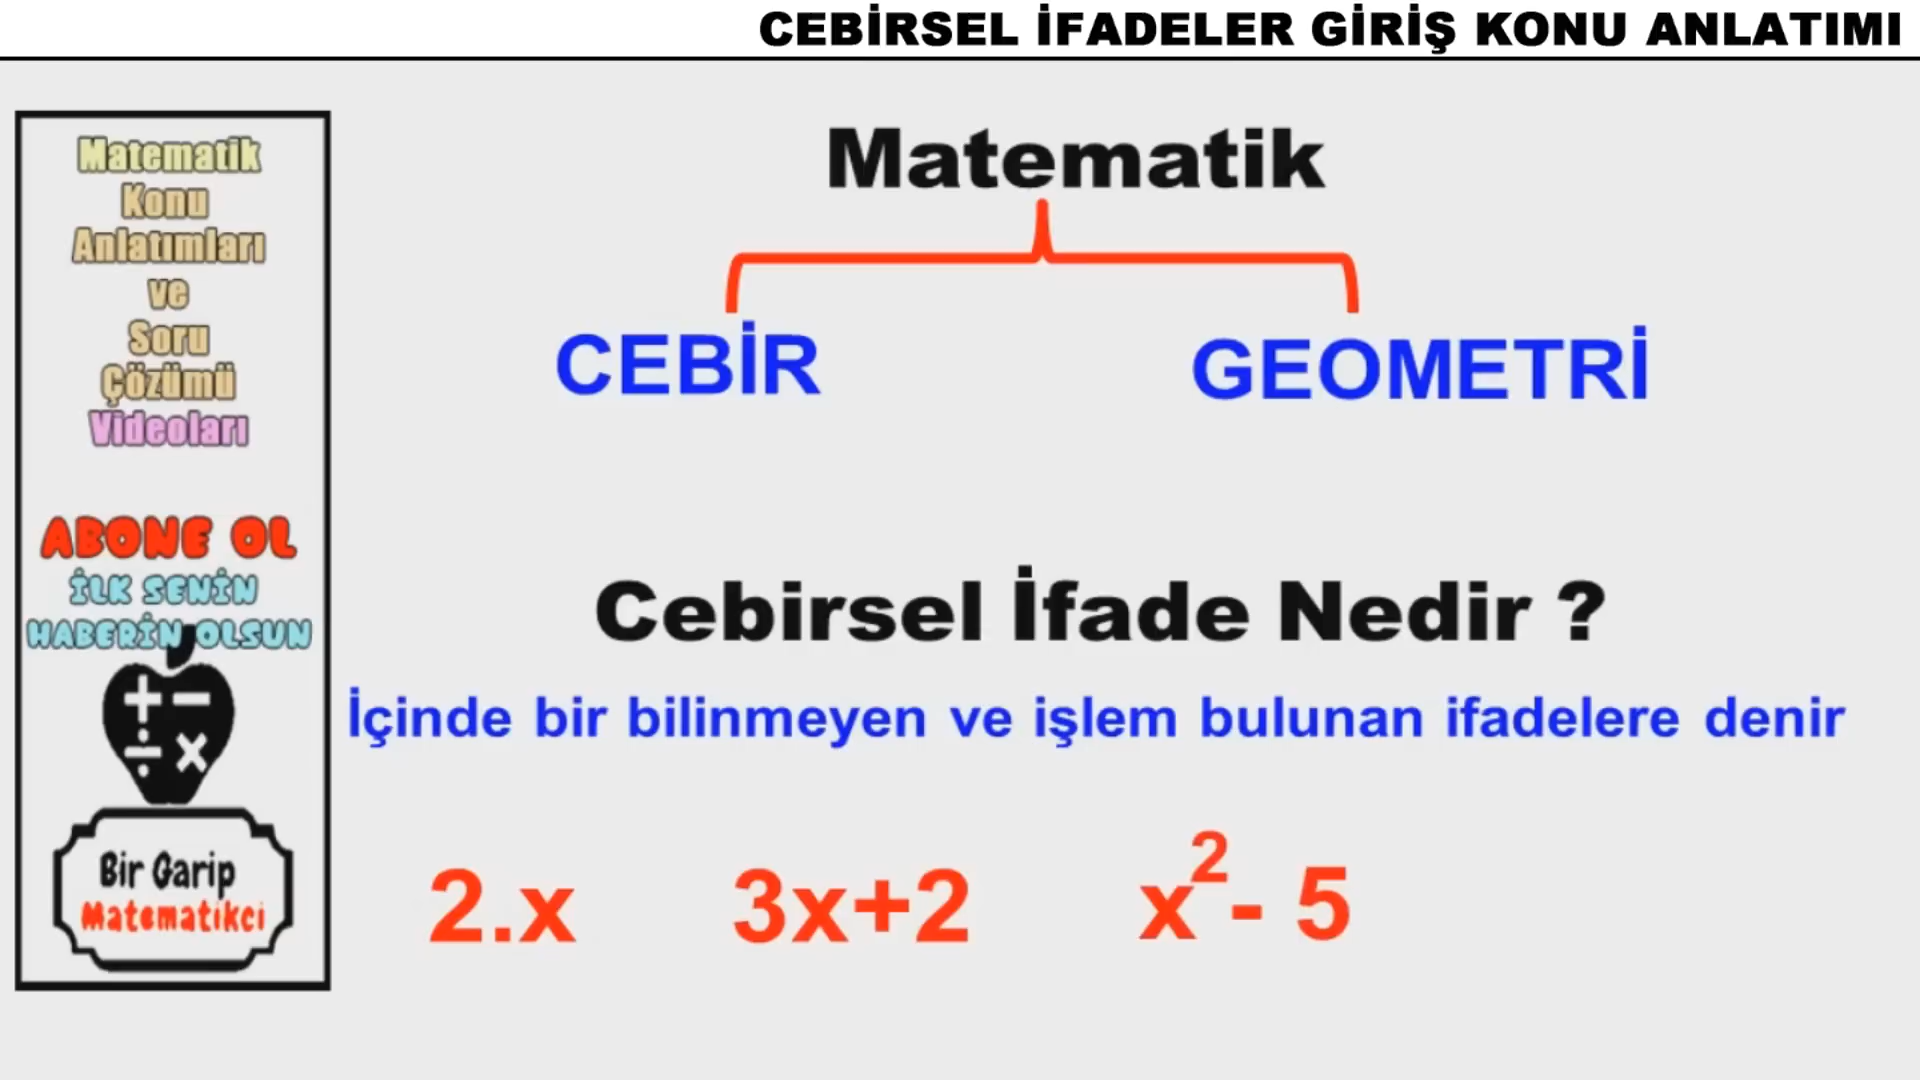 CEBİRSEL İFADELER GİRİŞ KONU ANLATIMI
Matematik
Konu
Anlatımları
ve
Soru
Çözümü
Videoları
ABONE OL
İLK SENİN
HABERİN OLSUN
+ −
÷ ×
Bir Garip
Matematikci
Matematik
CEBİR GEOMETRİ
Cebirsel İfade Nedir ?
İçinde bir bilinmeyen ve işlem bulunan ifadelere denir
2.x 3x+2 x²- 5